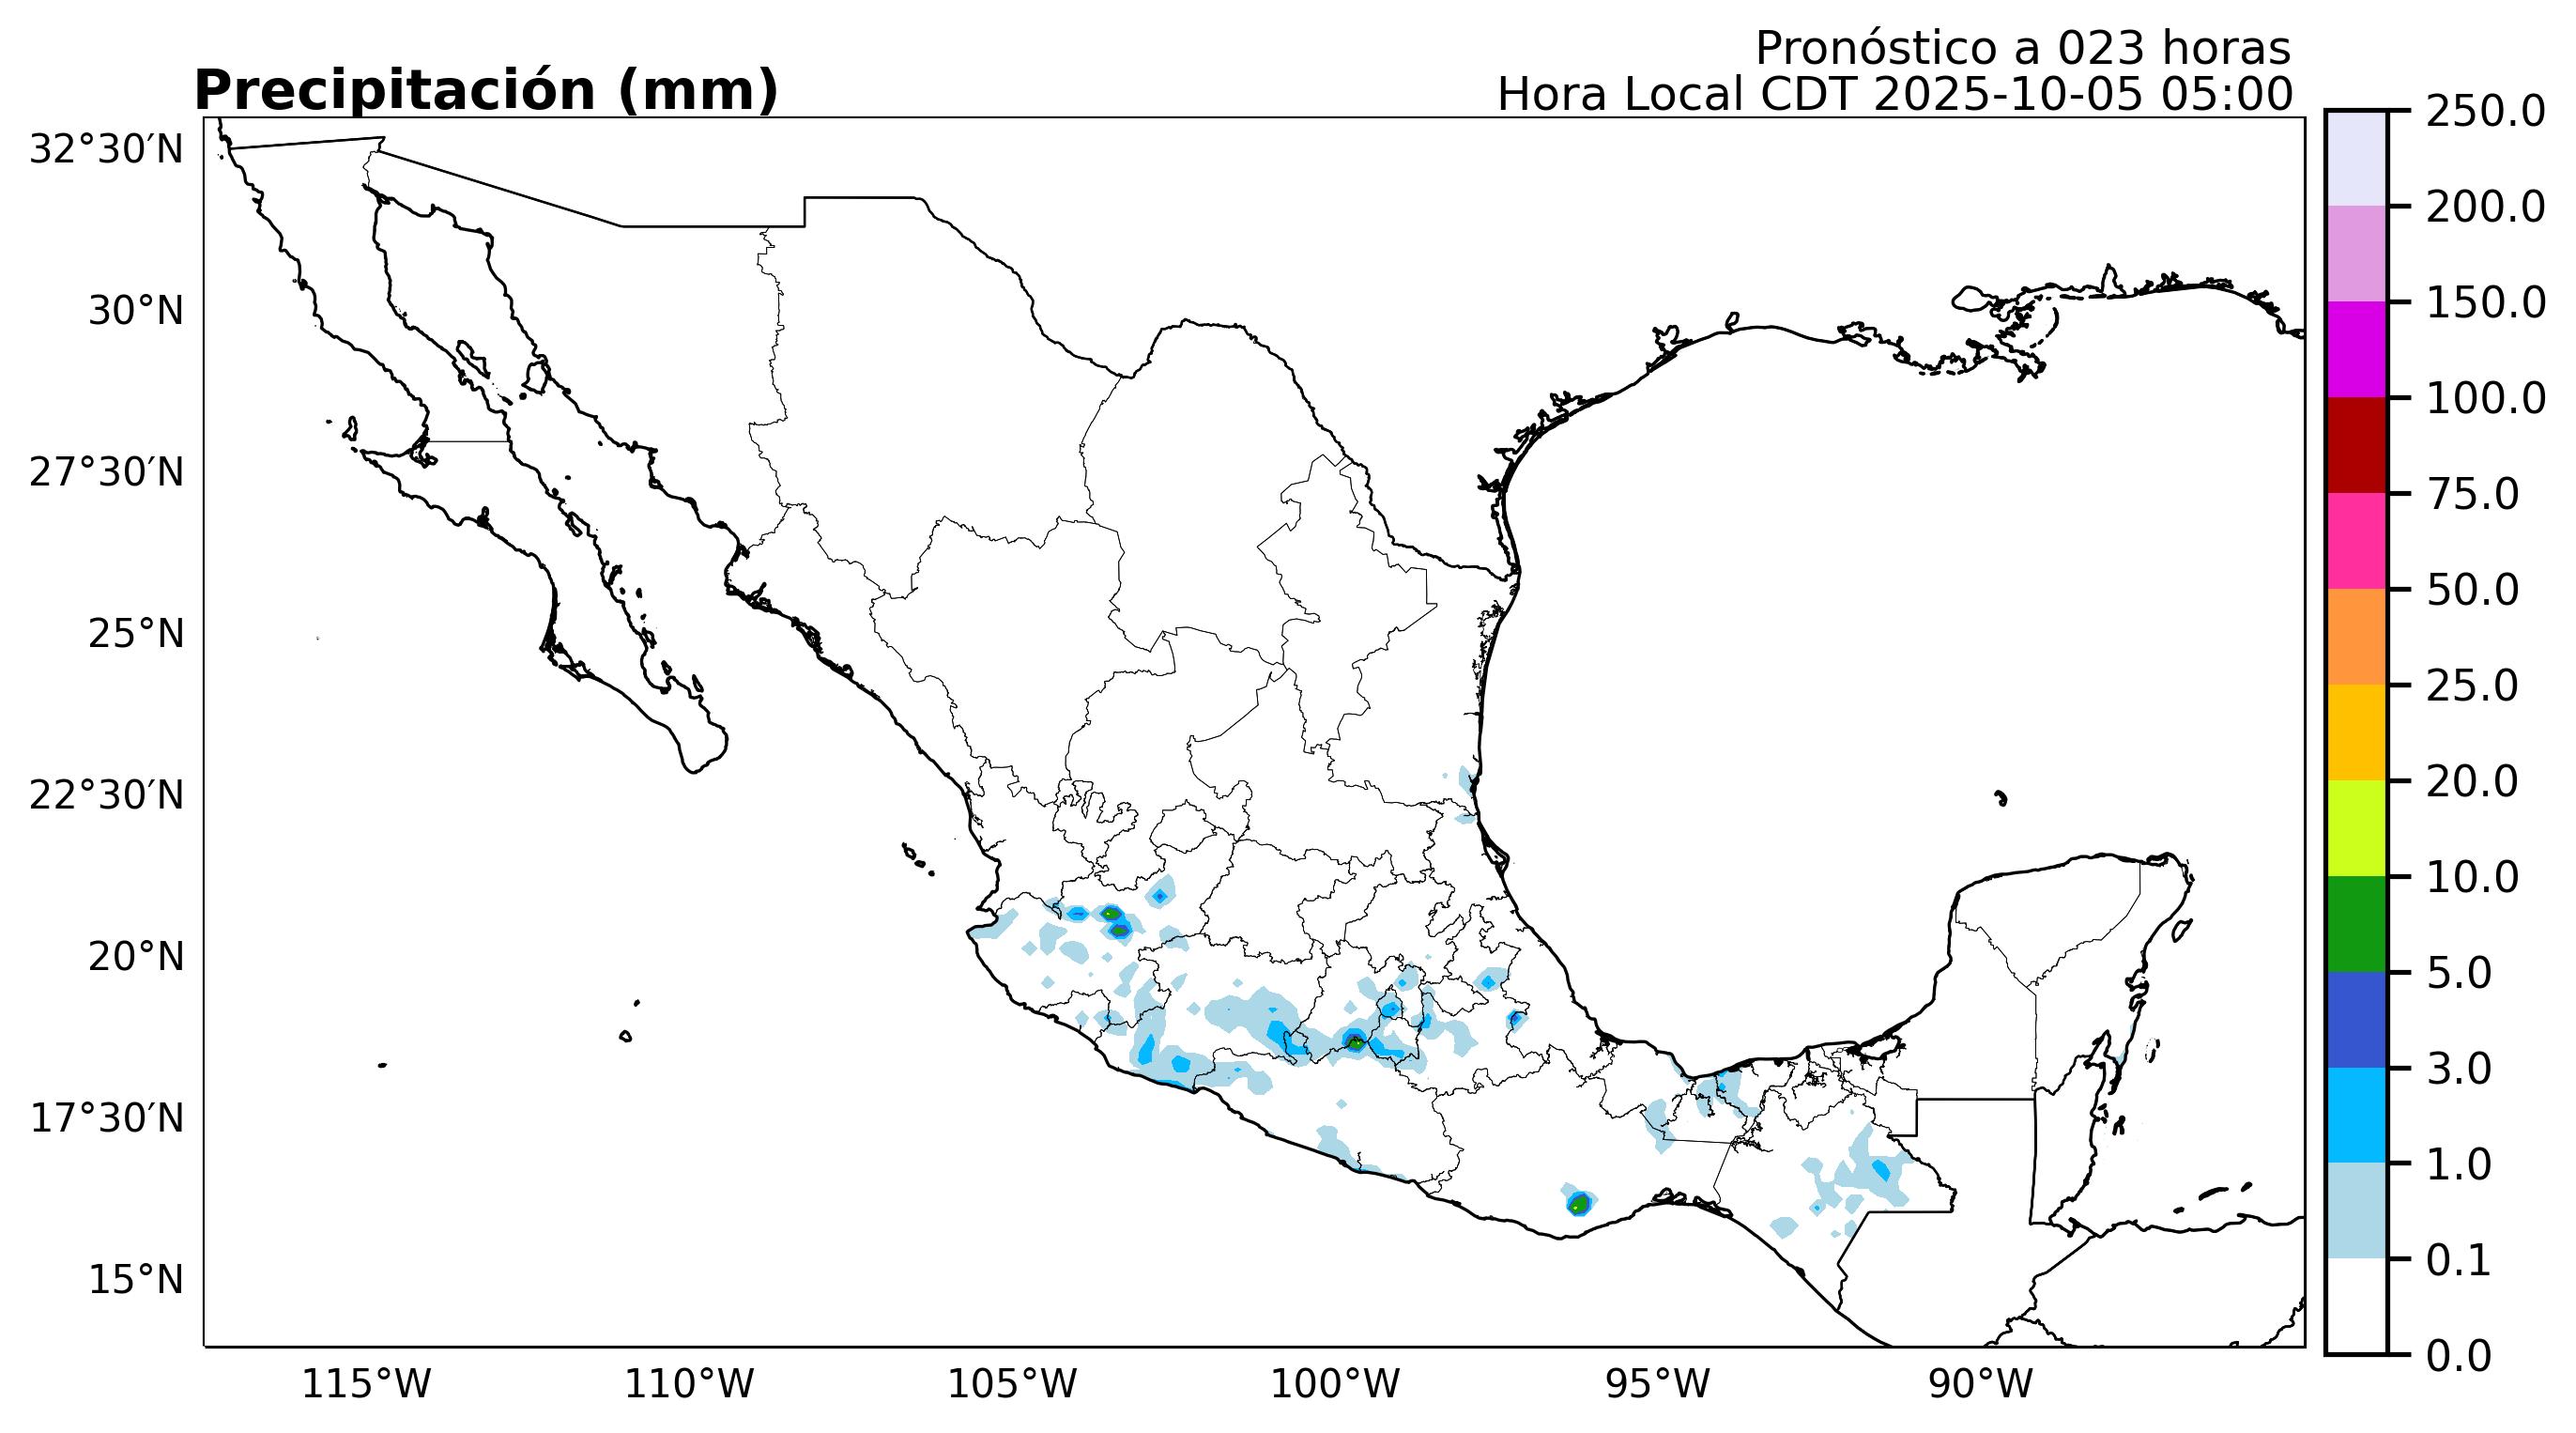 Pronóstico a 023 horas
Precipitación (mm)
Hora Local CDT 2025-10-05 05:00
32°30′N
30°N
27°30′N
25°N
22°30′N
20°N
17°30′N
15°N
115°W
110°W
105°W
100°W
95°W
90°W
250.0
200.0
150.0
100.0
75.0
50.0
25.0
20.0
10.0
5.0
3.0
1.0
0.1
0.0